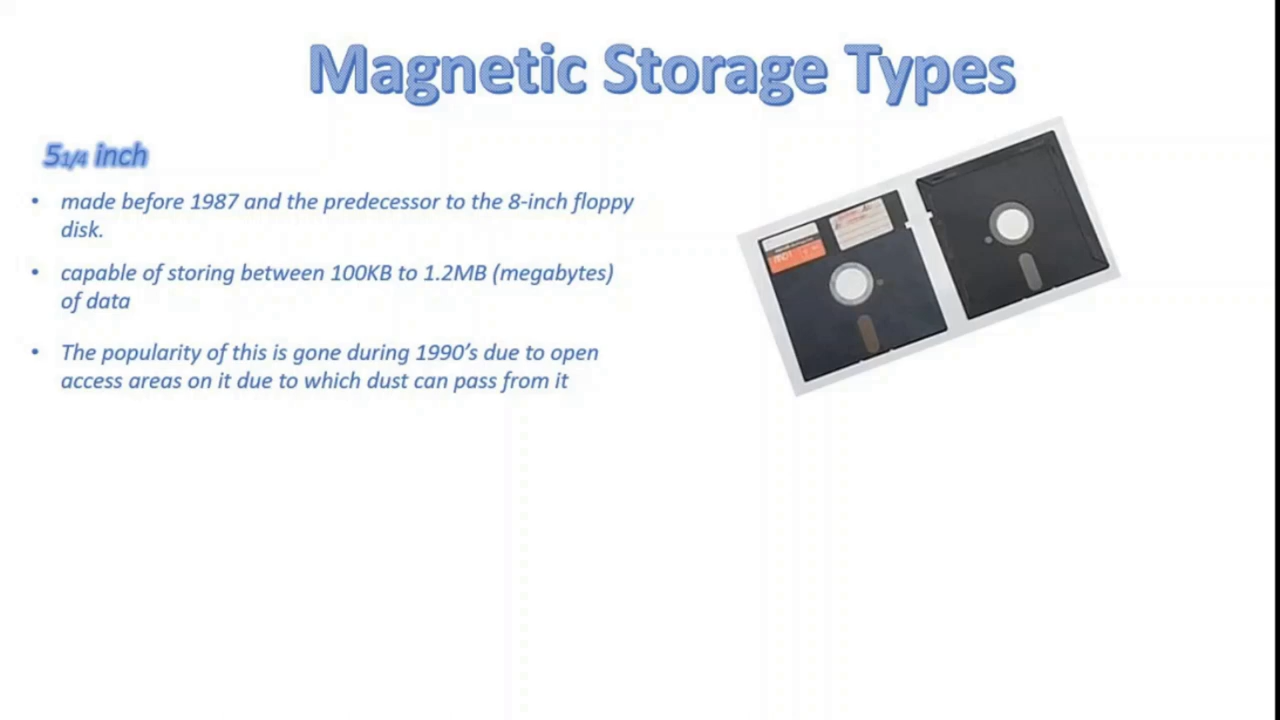 Magnetic Storage Types
51/4 inch
• made before 1987 and the predecessor to the 8-inch floppy
disk.
• capable of storing between 100KB to 1.2MB (megabytes)
of data
• The popularity of this is gone during 1990's due to open
access areas on it due to which dust can pass from it